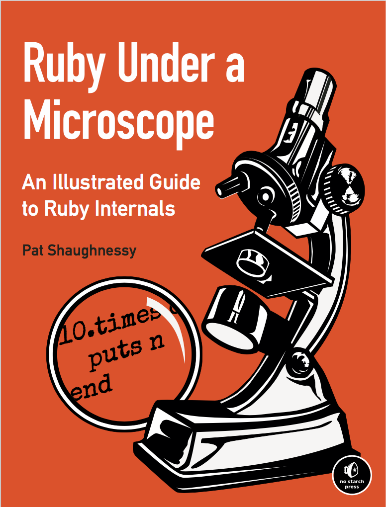 Ruby Under a
Microscope
An Illustrated Guide
to Ruby Internals
Pat Shaughnessy
10.times
puts n
end
no starch
press